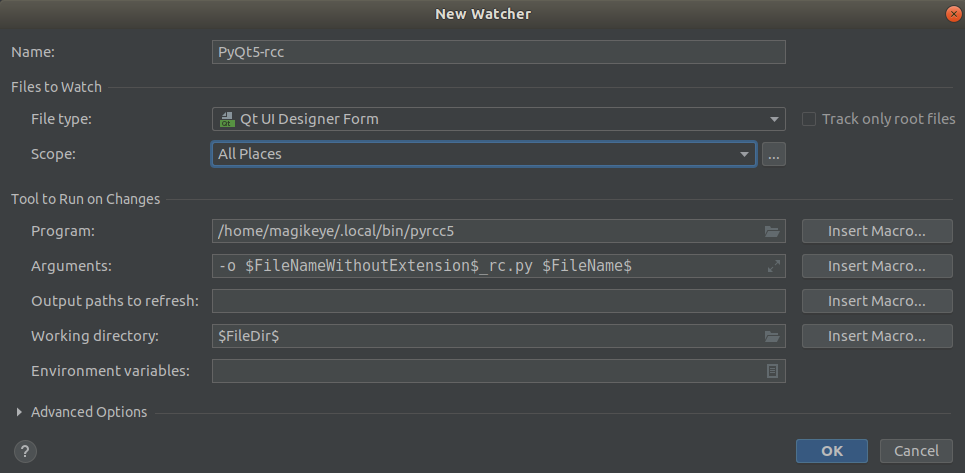 New Watcher
Name: PyQt5-rcc
Files to Watch
File type: Qt UI Designer Form Track only root files
Scope: All Places ...
Tool to Run on Changes
Program: /home/magikeye/.local/bin/pyrcc5 Insert Macro...
Arguments: -o $FileNameWithoutExtension$_rc.py $FileName$ Insert Macro...
Output paths to refresh: Insert Macro...
Working directory: $FileDir$ Insert Macro...
Environment variables:
Advanced Options
? OK Cancel